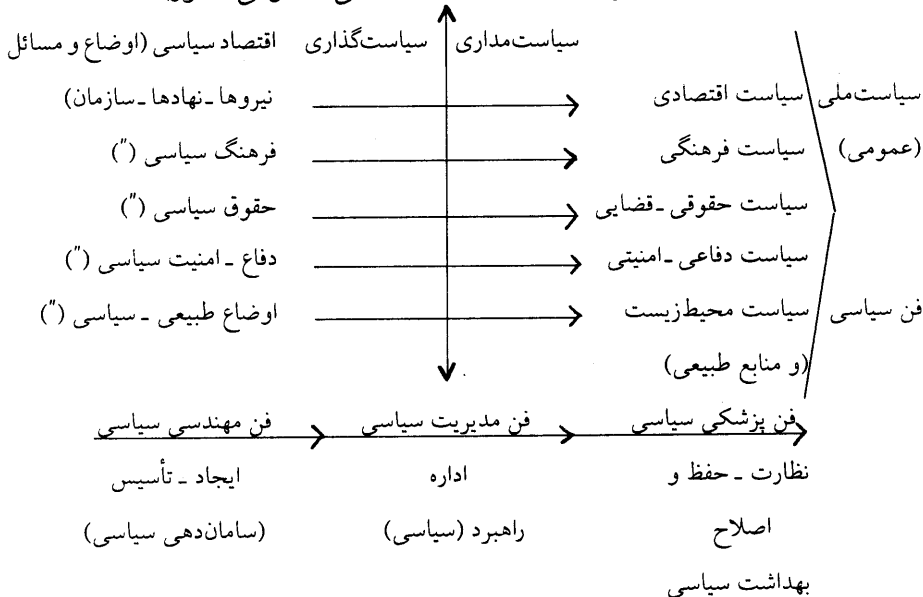 سیاست‌مداری سیاست‌گذاری اقتصاد سیاسی (اوضاع و مسائل
سیاست‌ملی سیاست اقتصادی نیروها ـ نهادها ـ سازمان)
(عمومی) سیاست فرهنگی فرهنگ سیاسی (")
سیاست حقوقی ـ قضایی حقوق سیاسی (")
سیاست دفاعی ـ امنیتی دفاع ـ امنیت سیاسی (")
فن سیاسی سیاست محیط‌زیست اوضاع طبیعی ـ سیاسی (")
(و منابع طبیعی)
فن پزشکی سیاسی فن مدیریت سیاسی فن مهندسی سیاسی
نظارت ـ حفظ و اداره ایجاد ـ تأسیس
اصلاح راهبرد (سیاسی) (سامان‌دهی سیاسی)
بهداشت سیاسی